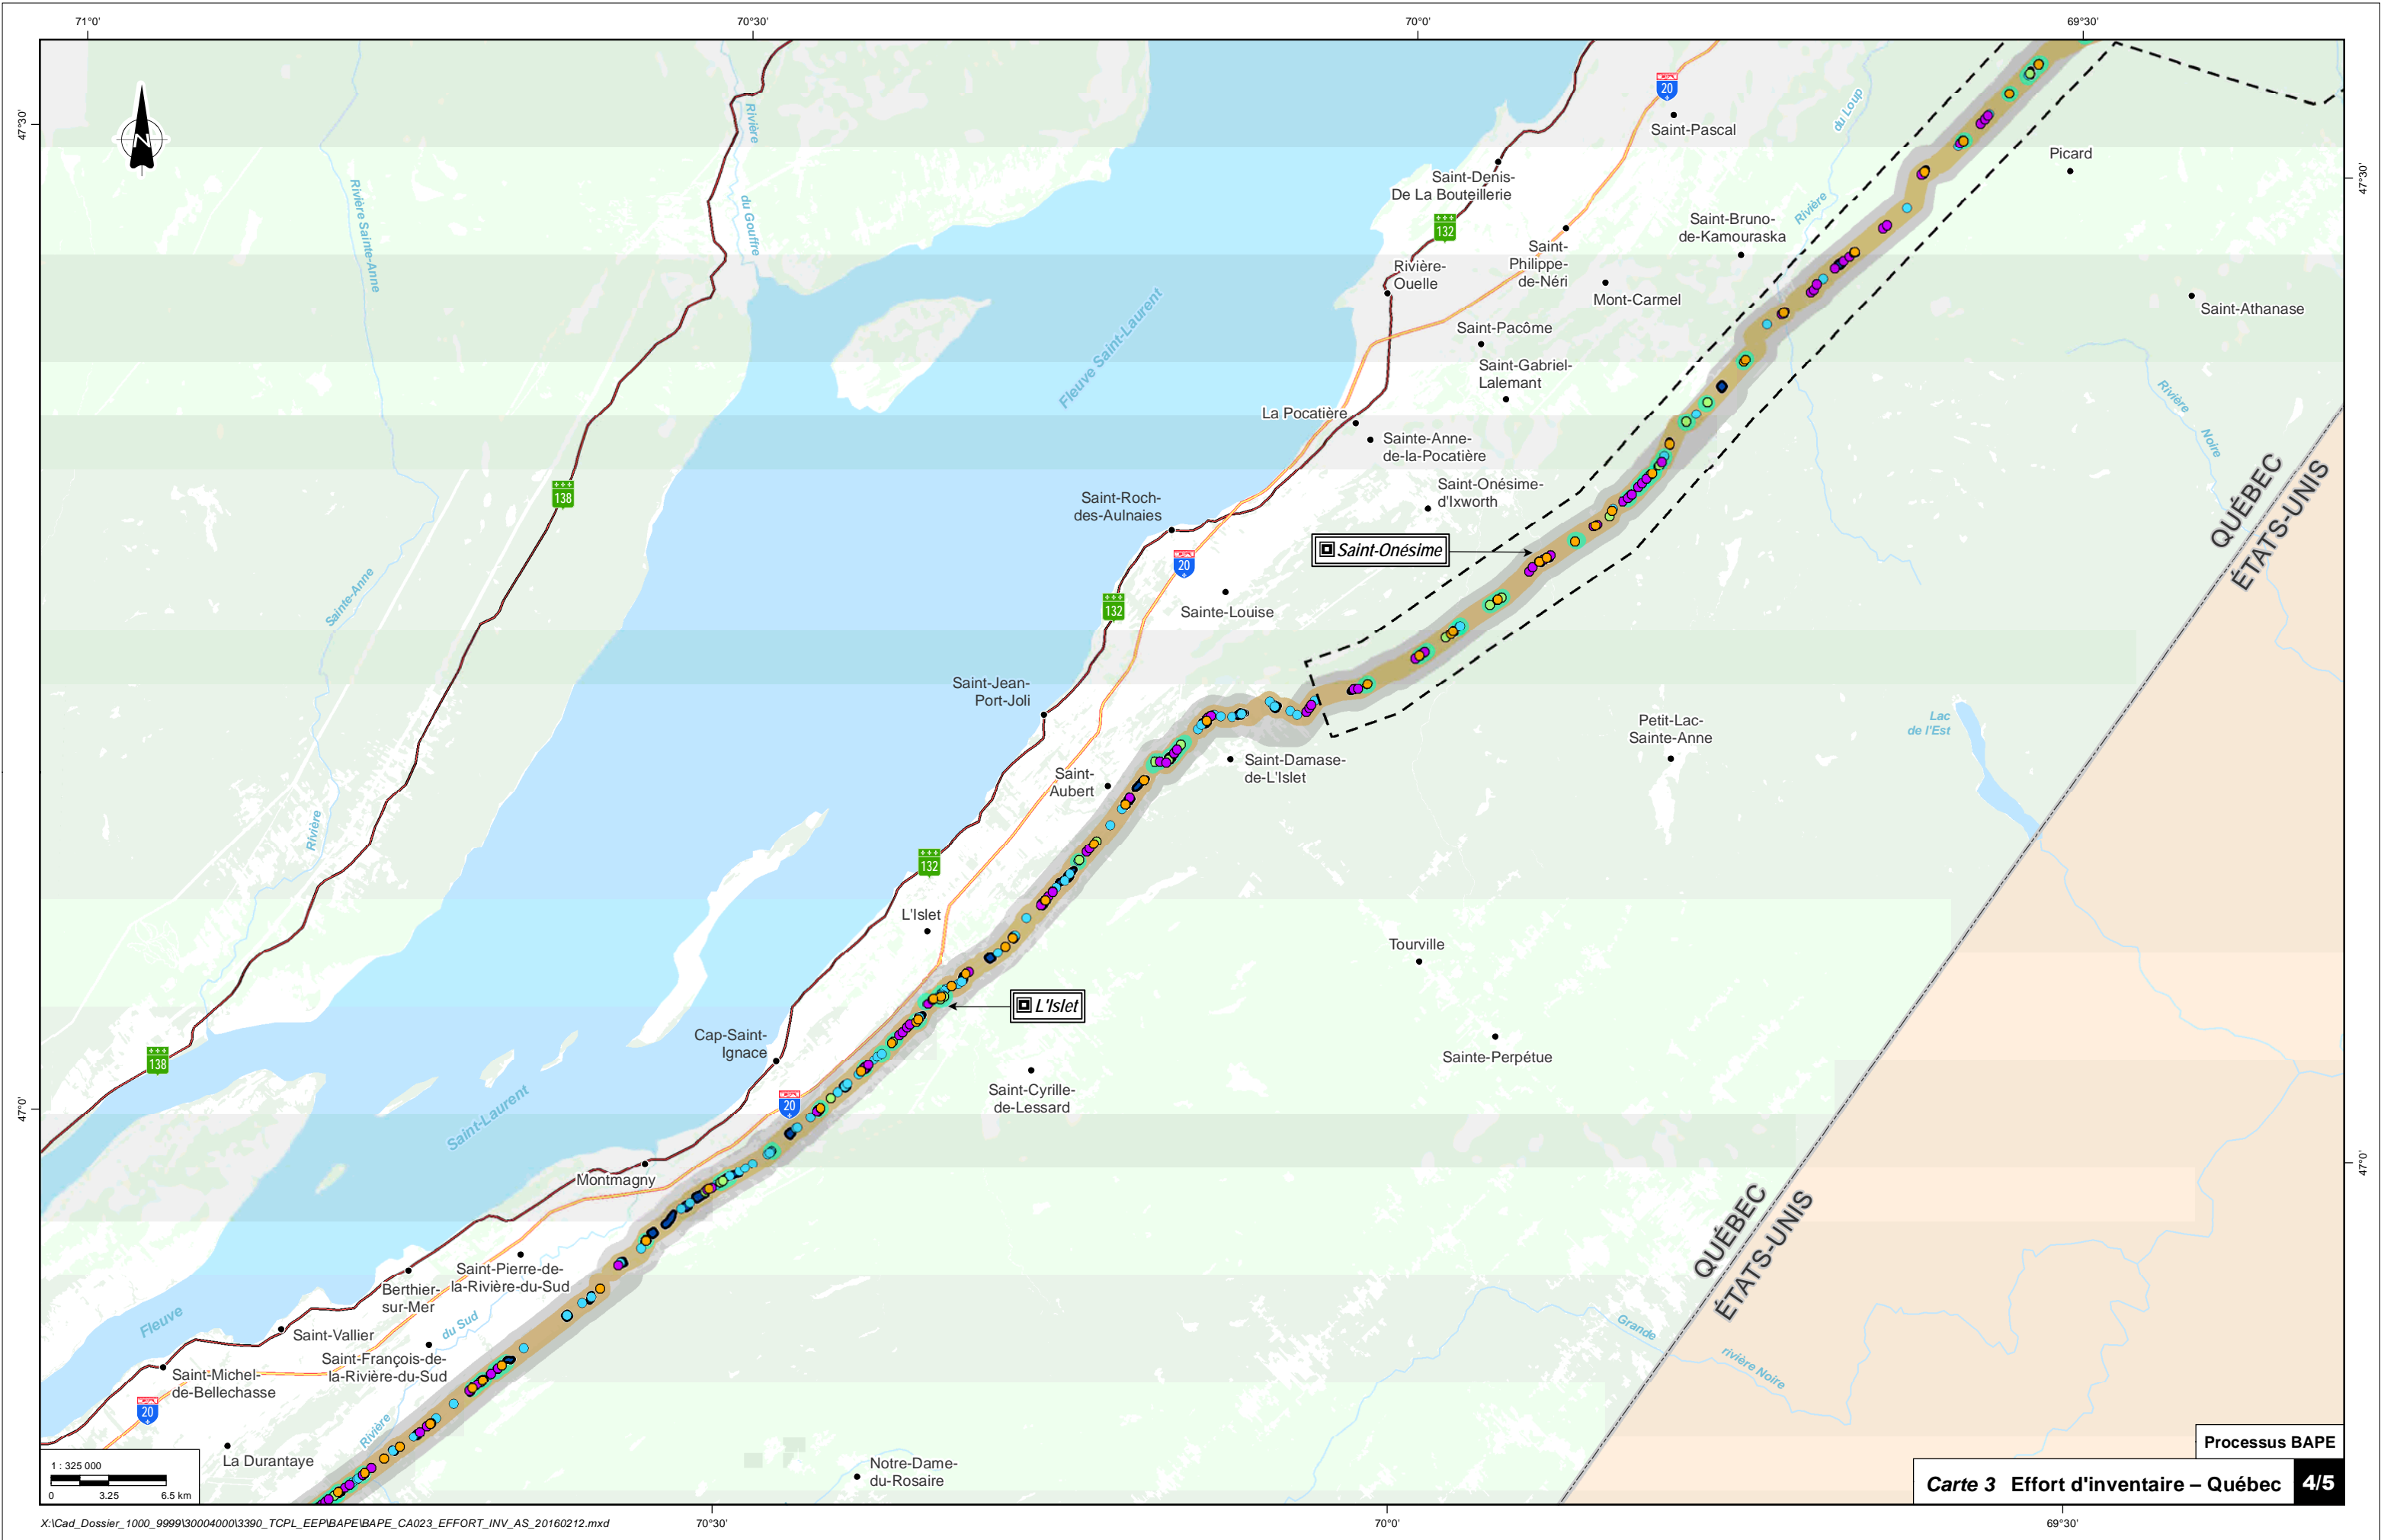 71°0'
70°30'
70°0'
69°30'
47°30'
47°30'
N
Rivière
du Gouffre
Rivière Sainte-Anne
20
Saint-Pascal
du Loup
Rivière
Picard
Saint-Denis-
De La Bouteillerie
132
Saint-Bruno-
de-Kamouraska
Saint-
Philippe-
de-Néri
Rivière-
Ouelle
Mont-Carmel
Saint-Athanase
Saint-Pacôme
Fleuve Saint-Laurent
Saint-Gabriel-
Lalemant
Rivière
Noire
La Pocatière
Sainte-Anne-
de-la-Pocatière
138
Saint-Onésime-
d'Ixworth
Saint-Roch-
des-Aulnaies
QUÉBEC
ÉTATS-UNIS
Saint-Onésime
20
132
Sainte-Louise
Sainte-Anne
Rivière
Saint-Jean-
Port-Joli
Petit-Lac-
Sainte-Anne
Lac
de l'Est
Saint-Damase-
de-L'Islet
Saint-
Aubert
132
L'Islet
Tourville
L'Islet
Cap-Saint-
Ignace
138
Sainte-Perpétue
Saint-Cyrille-
de-Lessard
20
47°0'
47°0'
Saint-Laurent
Montmagny
QUÉBEC
ÉTATS-UNIS
Saint-Pierre-de-
la-Rivière-du-Sud
Berthier-
sur-Mer
Fleuve
du Sud
Rivière
Saint-Vallier
Saint-François-de-
la-Rivière-du-Sud
Saint-Michel-
de-Bellechasse
20
Grande
rivière Noire
La Durantaye
Notre-Dame-
du-Rosaire
1 : 325 000
0 3.25 6.5 km
Processus BAPE
Carte 3 Effort d'inventaire – Québec 4/5
X:\Cad_Dossier_1000_9999\30004000\3390_TCPL_EEP\BAPE\BAPE_CA023_EFFORT_INV_AS_20160212.mxd
70°30'
70°0'
69°30'